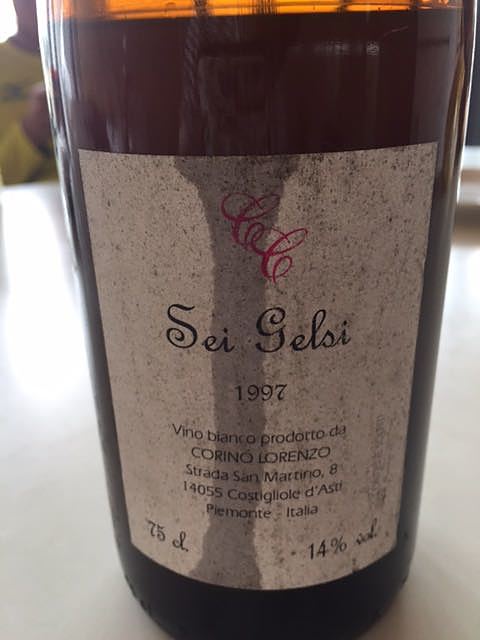 CC
Sei Gelsi
1997
Vino bianco prodotto da
CORINO LORENZO
Strada San Martino, 8
14055 Costigliole d'Asti
Piemonte - Italia
75 cl. 14% vol.